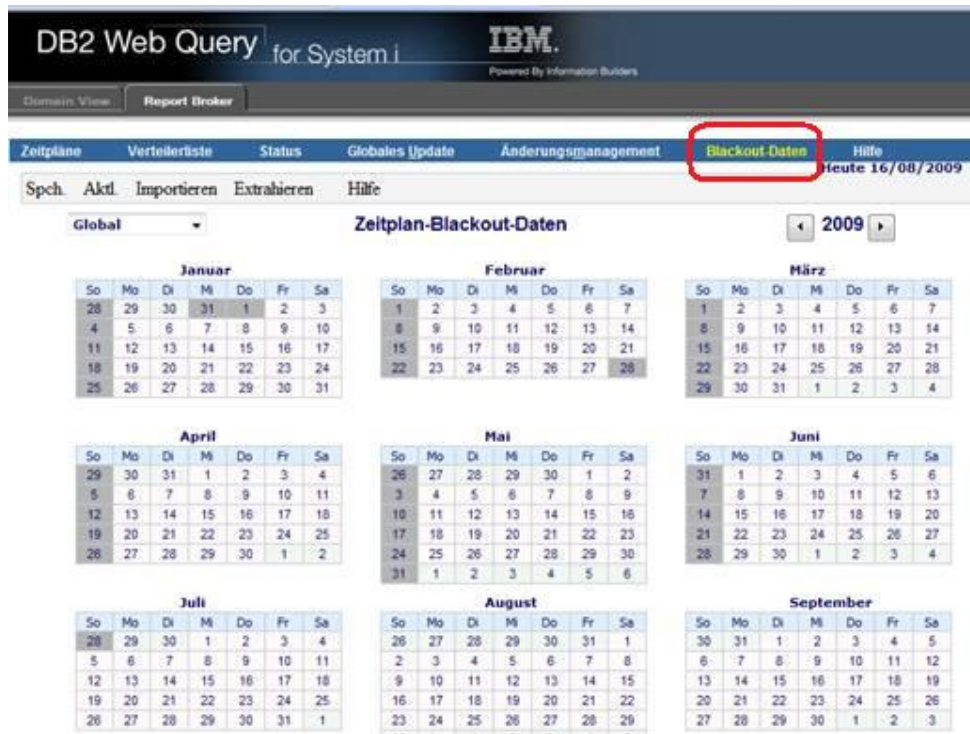 DB2 Web Query for System i
IBM.
Powered By Information Builders
Domain View Report Broker
Zeitpläne Verteilerliste Status Globales Update Änderungsmanagement Blackout-Daten Hilfe
Heute 16/08/2009
Spch. Aktl. Importieren Extrahieren Hilfe
Global Zeitplan-Blackout-Daten 2009
Januar Februar März
So Mo Di Mi Do Fr Sa So Mo Di Mi Do Fr Sa So Mo Di Mi Do Fr Sa
28 29 30 31 1 2 3 1 2 3 4 5 6 7 1 2 3 4 5 6 7
4 5 6 7 8 9 10 8 9 10 11 12 13 14 8 9 10 11 12 13 14
11 12 13 14 15 16 17 15 16 17 18 19 20 21 15 16 17 18 19 20 21
18 19 20 21 22 23 24 22 23 24 25 26 27 28 22 23 24 25 26 27 28
25 26 27 28 29 30 31 29 30 31 1 2 3 4
April Mai Juni
So Mo Di Mi Do Fr Sa So Mo Di Mi Do Fr Sa So Mo Di Mi Do Fr Sa
29 30 31 1 2 3 4 26 27 28 29 30 1 2 31 1 2 3 4 5 6
5 6 7 8 9 10 11 3 4 5 6 7 8 9 7 8 9 10 11 12 13
12 13 14 15 16 17 18 10 11 12 13 14 15 16 14 15 16 17 18 19 20
19 20 21 22 23 24 25 17 18 19 20 21 22 23 21 22 23 24 25 26 27
26 27 28 29 30 1 2 24 25 26 27 28 29 30 28 29 30 1 2 3 4
31 1 2 3 4 5 6
Juli August September
So Mo Di Mi Do Fr Sa So Mo Di Mi Do Fr Sa So Mo Di Mi Do Fr Sa
28 29 30 1 2 3 4 26 27 28 29 30 31 1 30 31 1 2 3 4 5
5 6 7 8 9 10 11 2 3 4 5 6 7 8 6 7 8 9 10 11 12
12 13 14 15 16 17 18 9 10 11 12 13 14 15 13 14 15 16 17 18 19
19 20 21 22 23 24 25 16 17 18 19 20 21 22 20 21 22 23 24 25 26
26 27 28 29 30 31 1 23 24 25 26 27 28 29 27 28 29 30 1 2 3